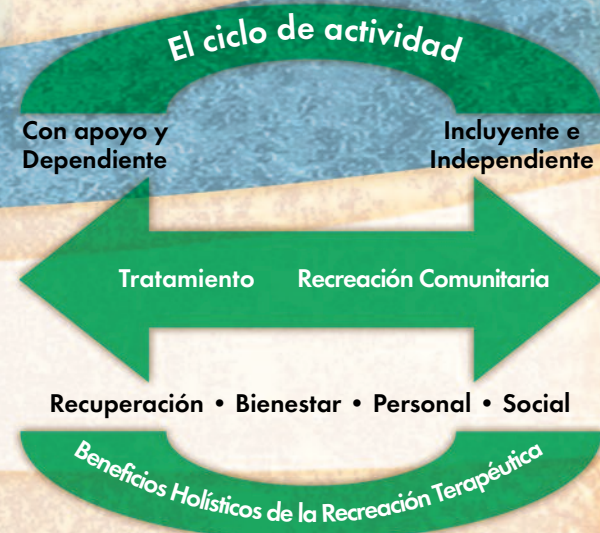 El ciclo de actividad
Con apoyo y
Dependiente
Incluyente e
Independiente
Tratamiento
Recreación Comunitaria
Recuperación • Bienestar • Personal • Social
Beneficios Holísticos de la Recreación Terapéutica